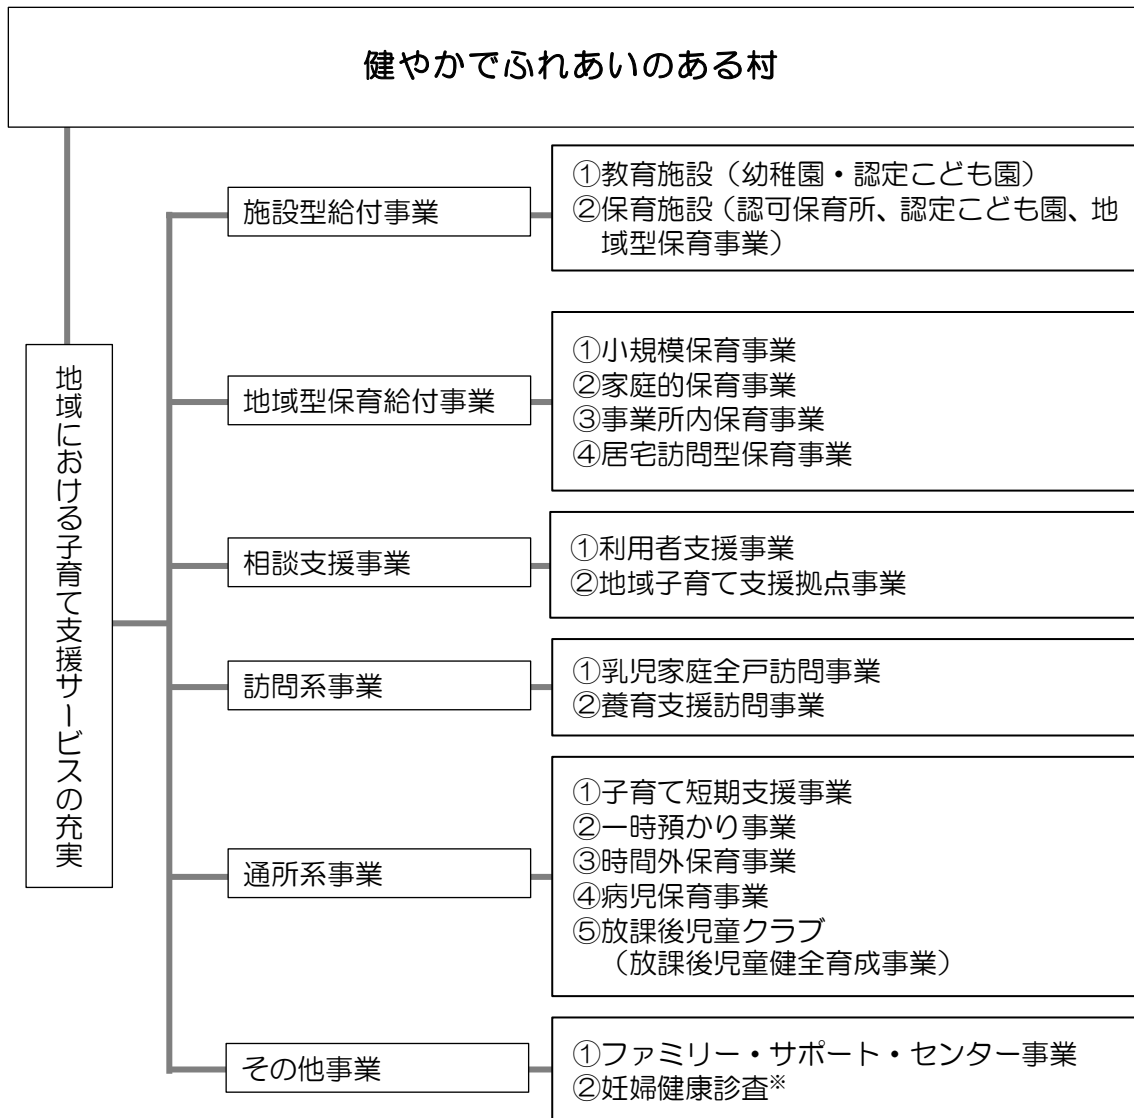 健やかでふれあいのある村
地域における子育て支援サービスの充実
施設型給付事業
①教育施設（幼稚園・認定こども園）
②保育施設（認可保育所、認定こども園、地
域型保育事業）
地域型保育給付事業
①小規模保育事業
②家庭的保育事業
③事業所内保育事業
④居宅訪問型保育事業
相談支援事業
①利用者支援事業
②地域子育て支援拠点事業
訪問系事業
①乳児家庭全戸訪問事業
②養育支援訪問事業
通所系事業
①子育て短期支援事業
②一時預かり事業
③時間外保育事業
④病児保育事業
⑤放課後児童クラブ
（放課後児童健全育成事業）
その他事業
①ファミリー・サポート・センター事業
②妊婦健康診査※